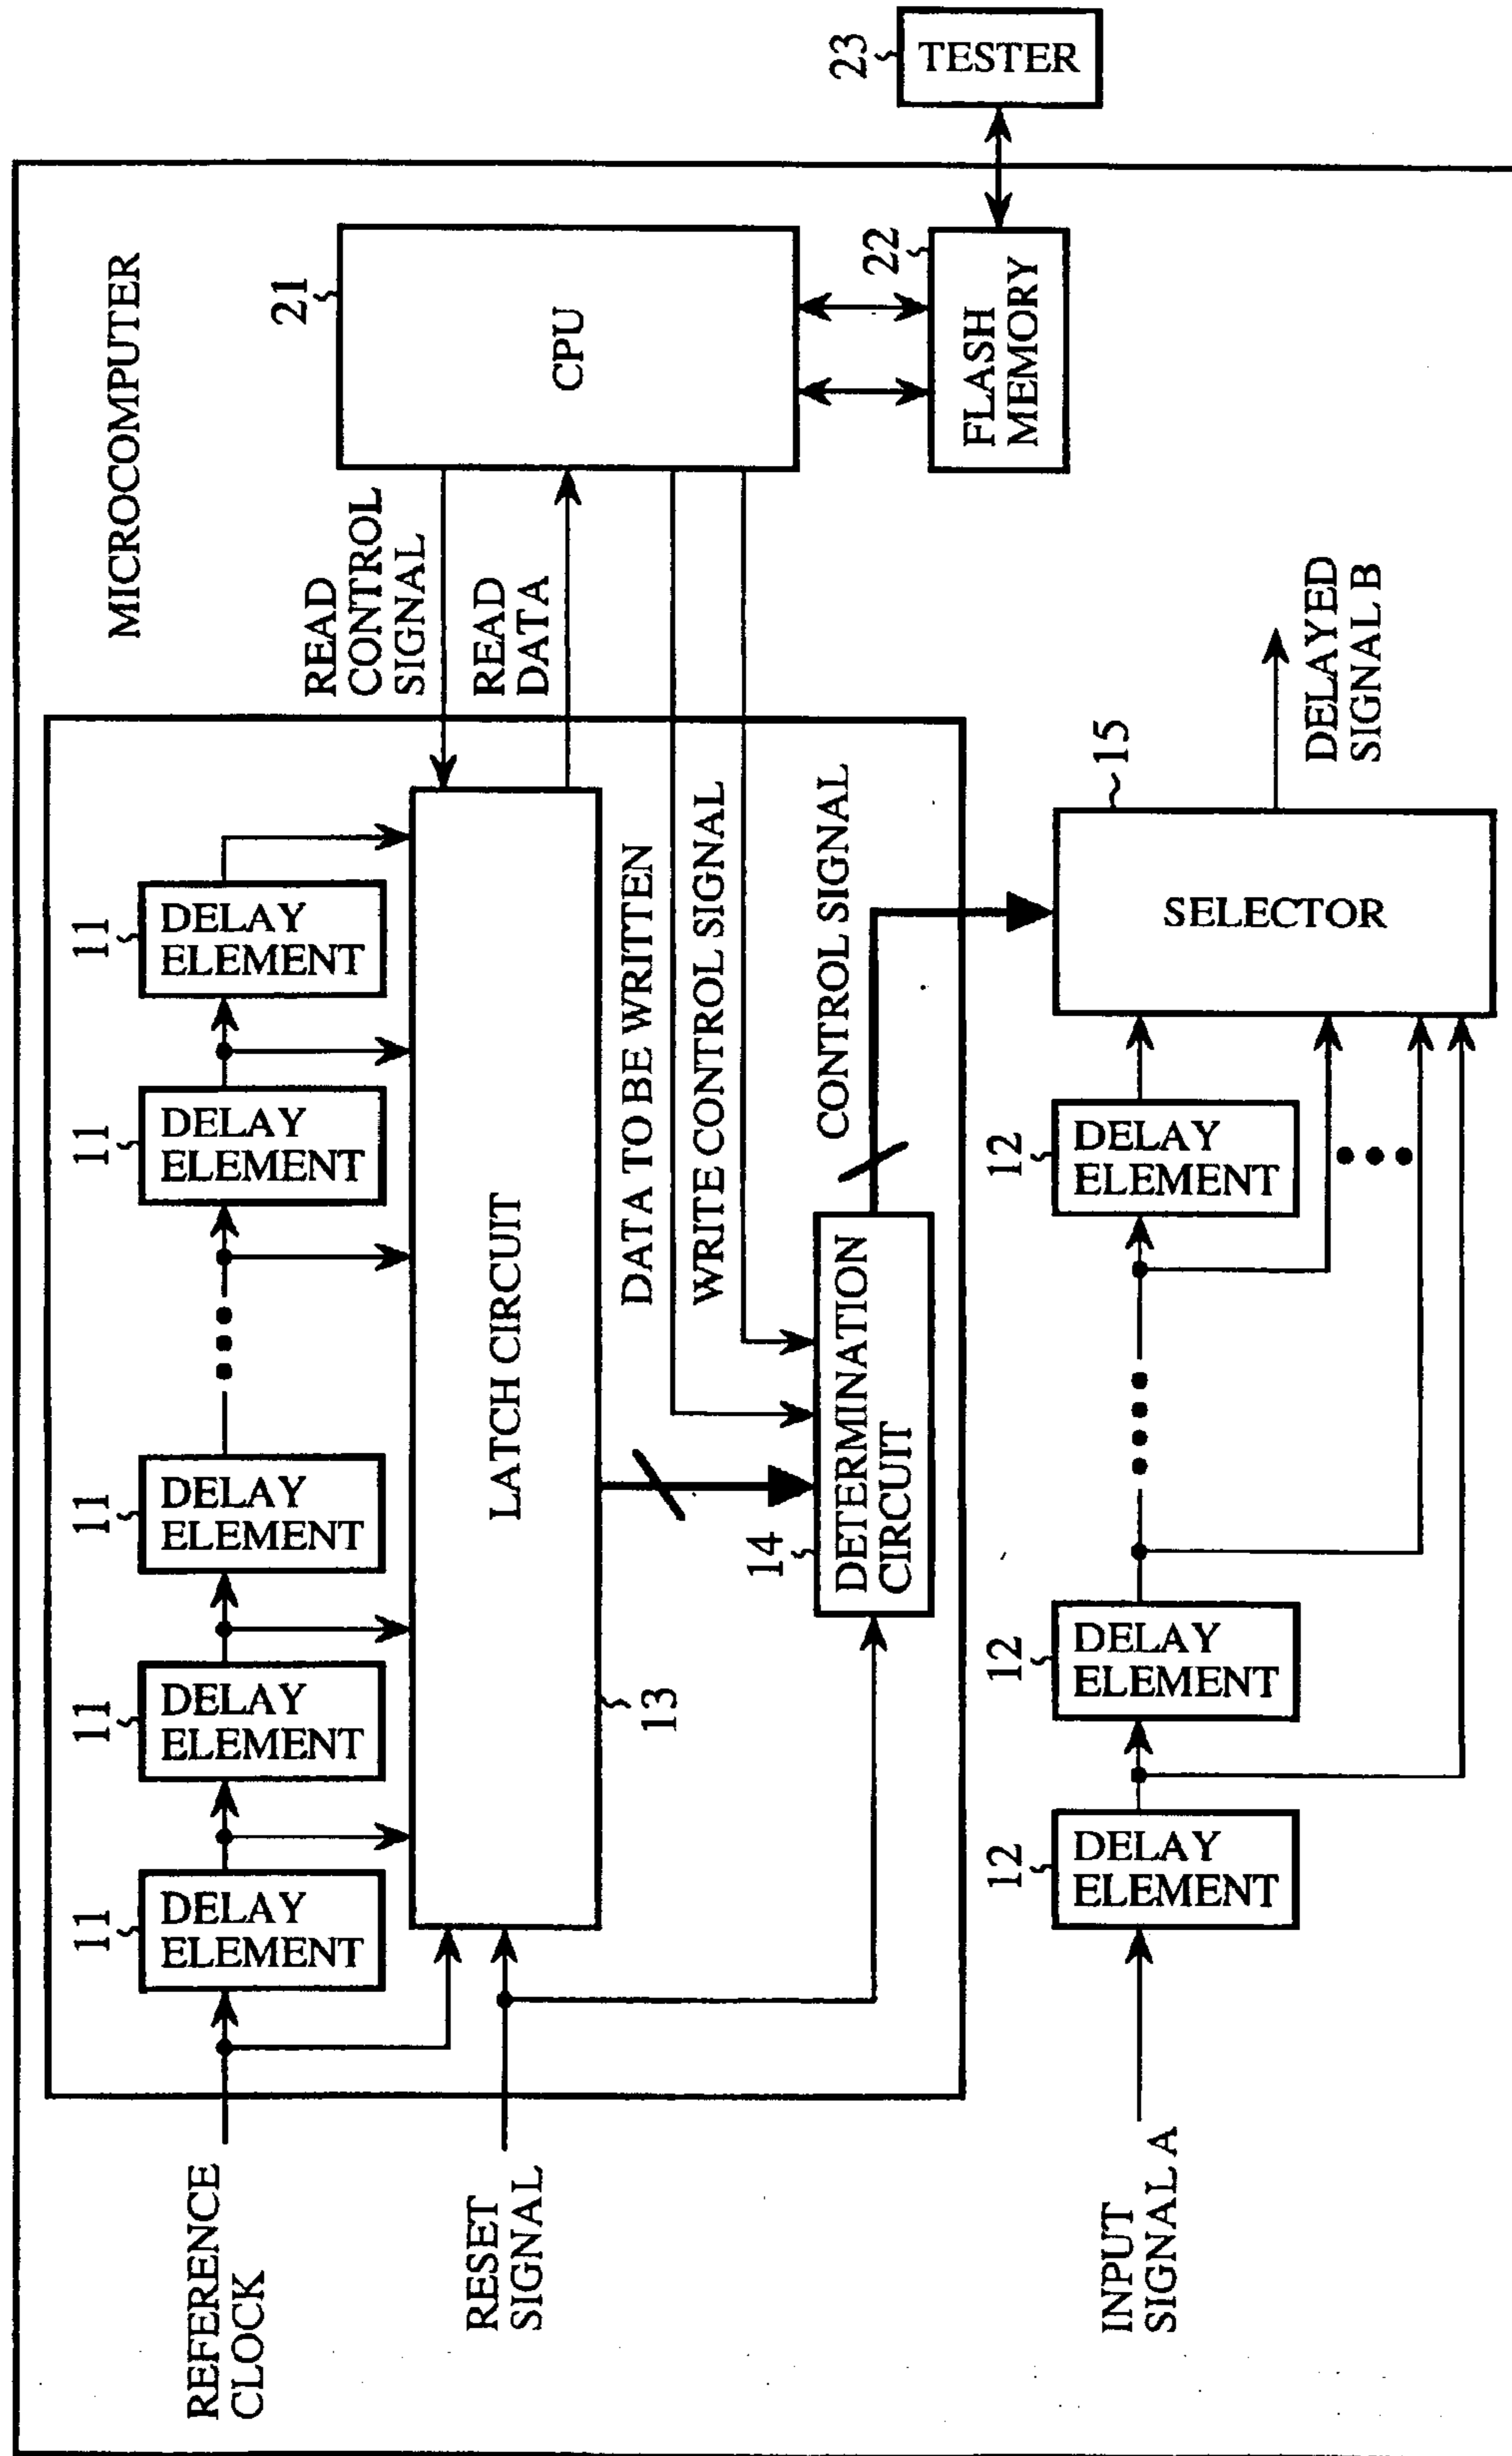 MICROCOMPUTER
REFERENCE
CLOCK
11
DELAY
ELEMENT
11
DELAY
ELEMENT
11
DELAY
ELEMENT
11
DELAY
ELEMENT
11
DELAY
ELEMENT
RESET
SIGNAL
LATCH CIRCUIT
13
READ
CONTROL
SIGNAL
READ
DATA
21
CPU
DATA TO BE WRITTEN
WRITE CONTROL SIGNAL
14
DETERMINATION
CIRCUIT
CONTROL SIGNAL
22
FLASH
MEMORY
23
TESTER
INPUT
SIGNAL A
12
DELAY
ELEMENT
12
DELAY
ELEMENT
12
DELAY
ELEMENT
15
SELECTOR
DELAYED
SIGNAL B